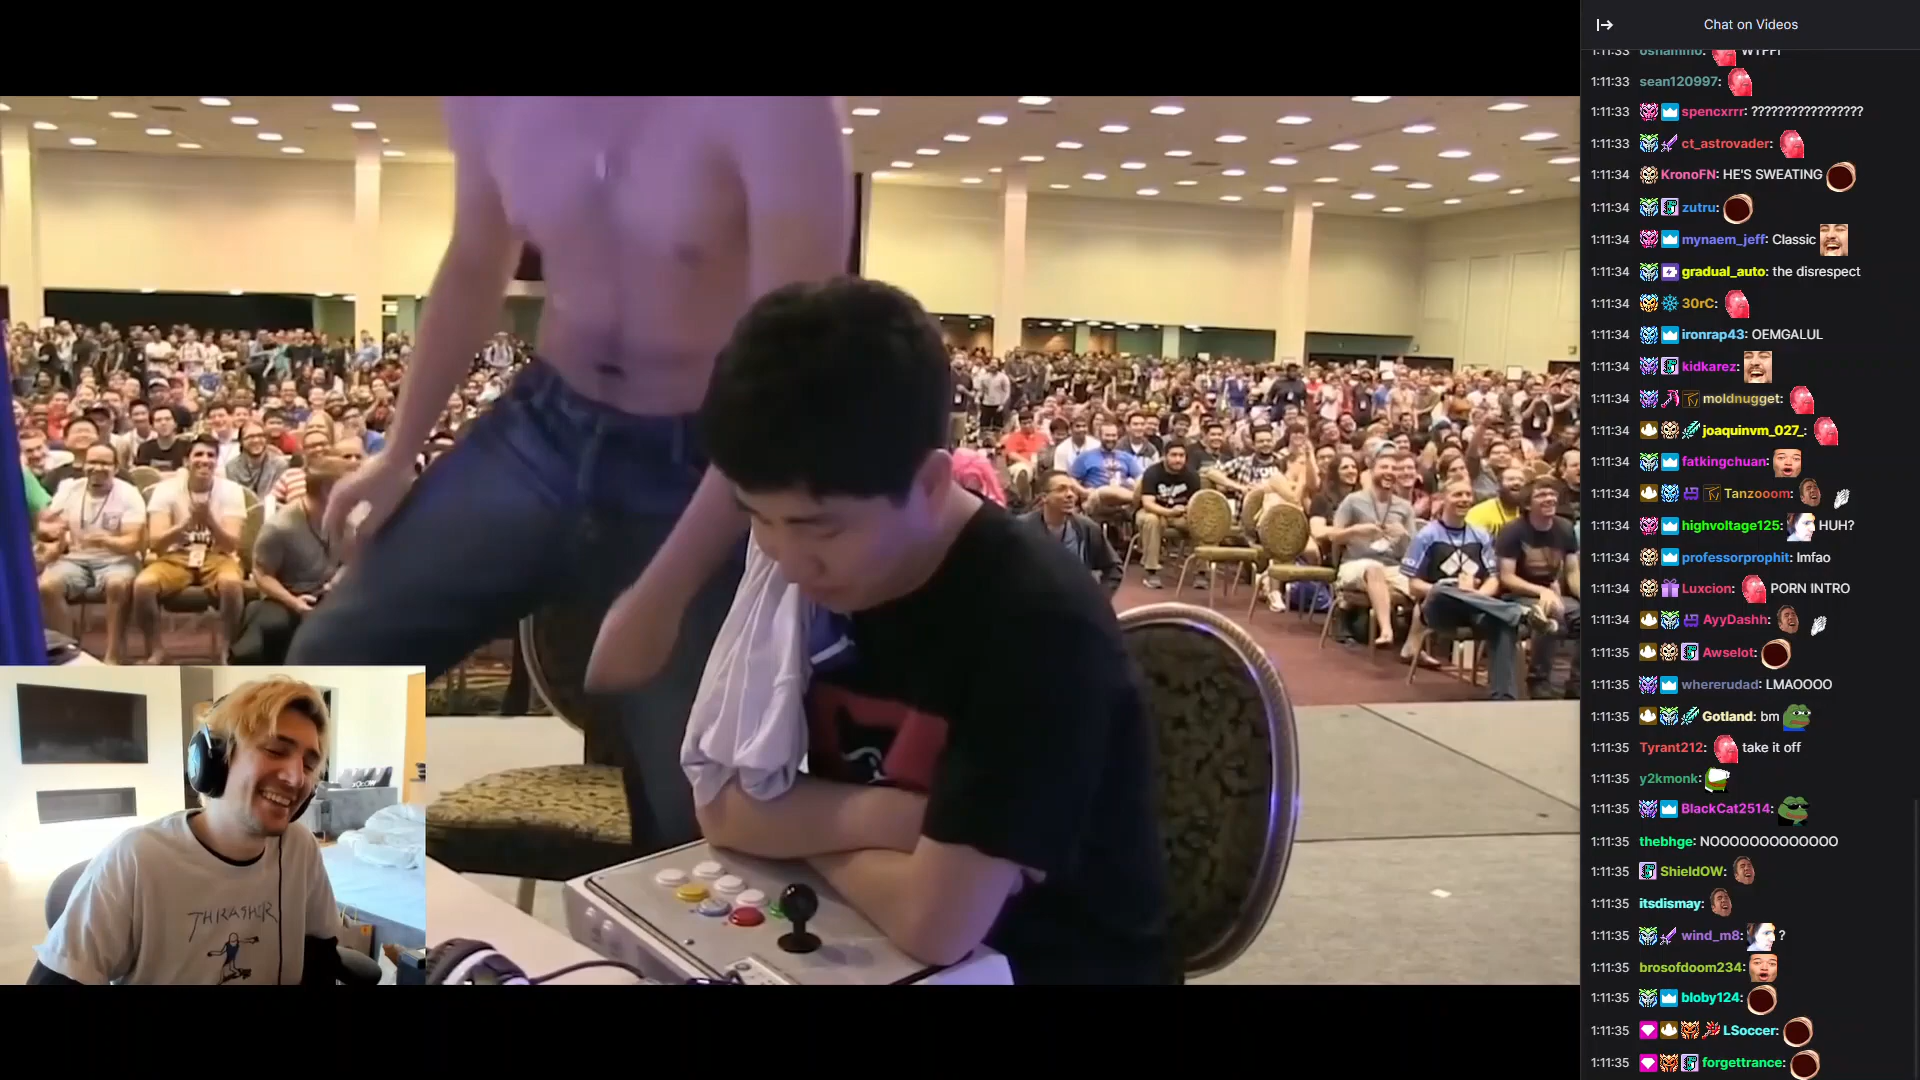 Chat on Videos
1:11:33 oshammo: WTFFF
1:11:33 sean120997:
1:11:33 spencxrrr: ?????????????????
1:11:33 ct_astrovader:
1:11:34 KronoFN: HE'S SWEATING
1:11:34 zutru:
1:11:34 mynaem_jeff: Classic
1:11:34 gradual_auto: the disrespect
1:11:34 30rC:
1:11:34 ironrap43: OEMGALUL
1:11:34 kidkarez:
1:11:34 moldnugget:
1:11:34 joaquinvm_027_:
1:11:34 fatkingchuan:
1:11:34 Tanzooom:
1:11:34 highvoltage125: HUH?
1:11:34 professorprophit: lmfao
1:11:34 Luxcion: PORN INTRO
1:11:34 AyyDashh:
1:11:35 Awselot:
1:11:35 whererudad: LMAOOOO
1:11:35 Gotland: bm
1:11:35 Tyrant212: take it off
1:11:35 y2kmonk:
1:11:35 BlackCat2514:
thebhge: NOOOOOOOOOOOOO
1:11:35 ShieldOW:
1:11:35 itsdismay:
1:11:35 wind_m8: ?
1:11:35 brosofdoom234:
1:11:35 bloby124:
1:11:35 LSoccer:
1:11:35 forgettrance:
THRASHER